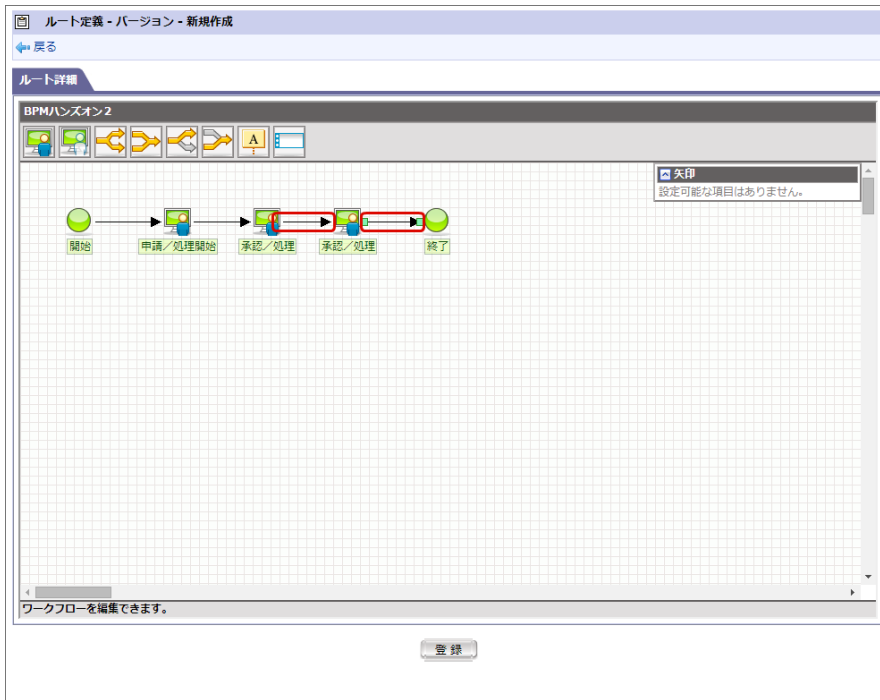 ルート定義 - バージョン - 新規作成
戻る
ルート詳細
BPMハンズオン2
A
矢印
設定可能な項目はありません。
開始 申請／処理開始 承認／処理 承認／処理 終了
ワークフローを編集できます。
登録